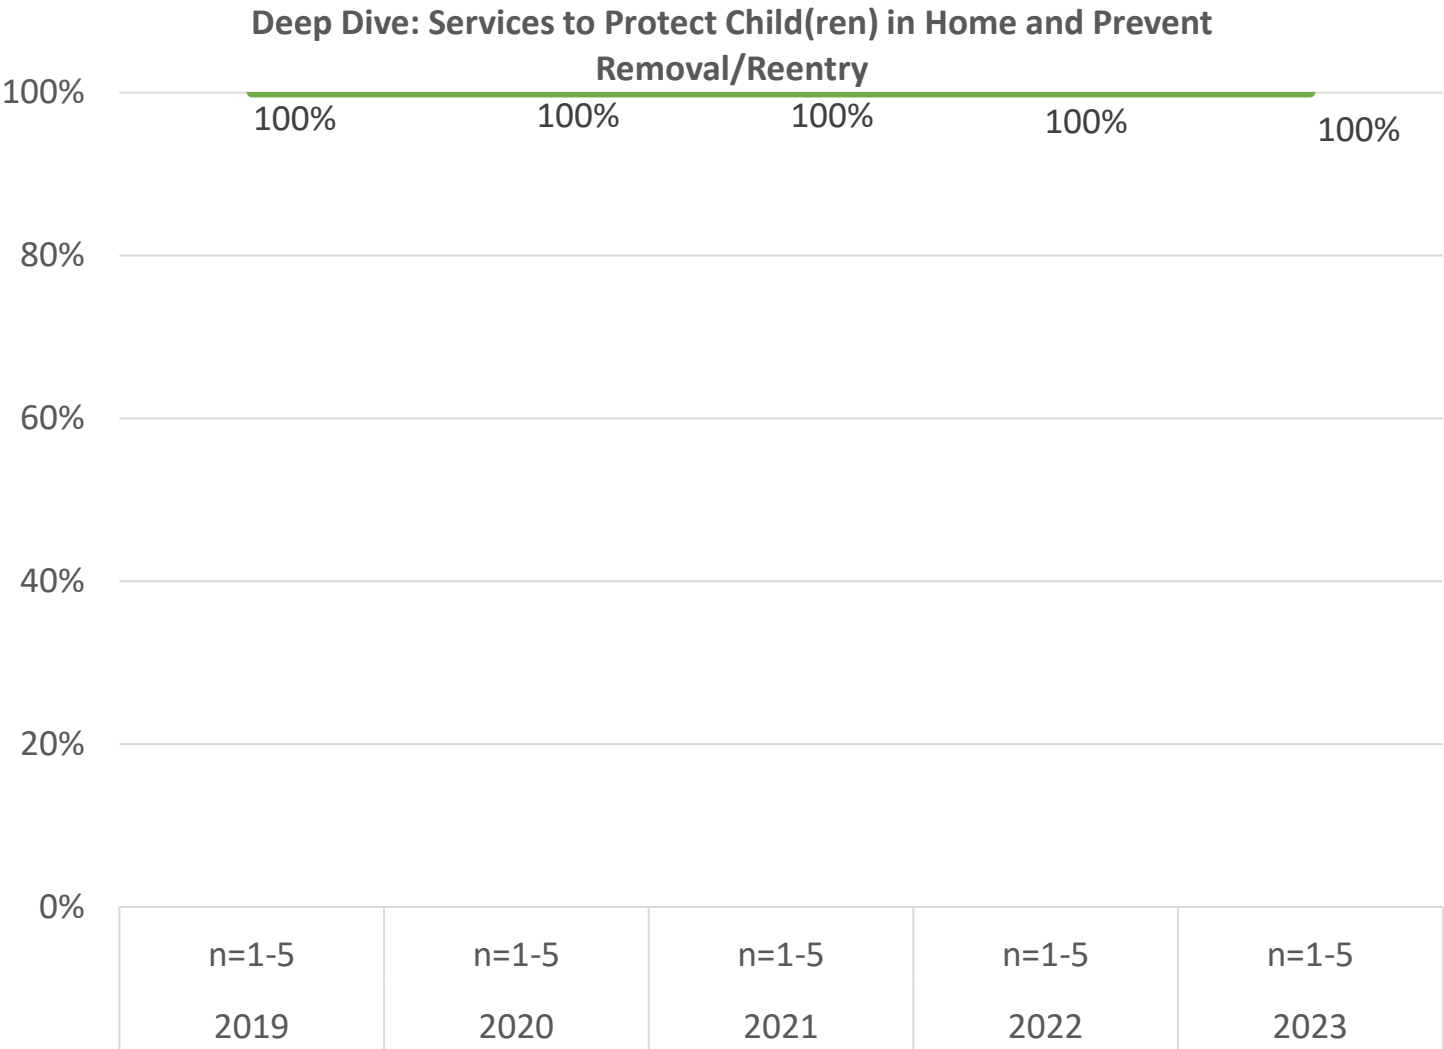 Deep Dive: Services to Protect Child(ren) in Home and Prevent
Removal/Reentry
100%
100% 100% 100% 100% 100%
80%
60%
40%
20%
0%
n=1-5 n=1-5 n=1-5 n=1-5 n=1-5
2019 2020 2021 2022 2023